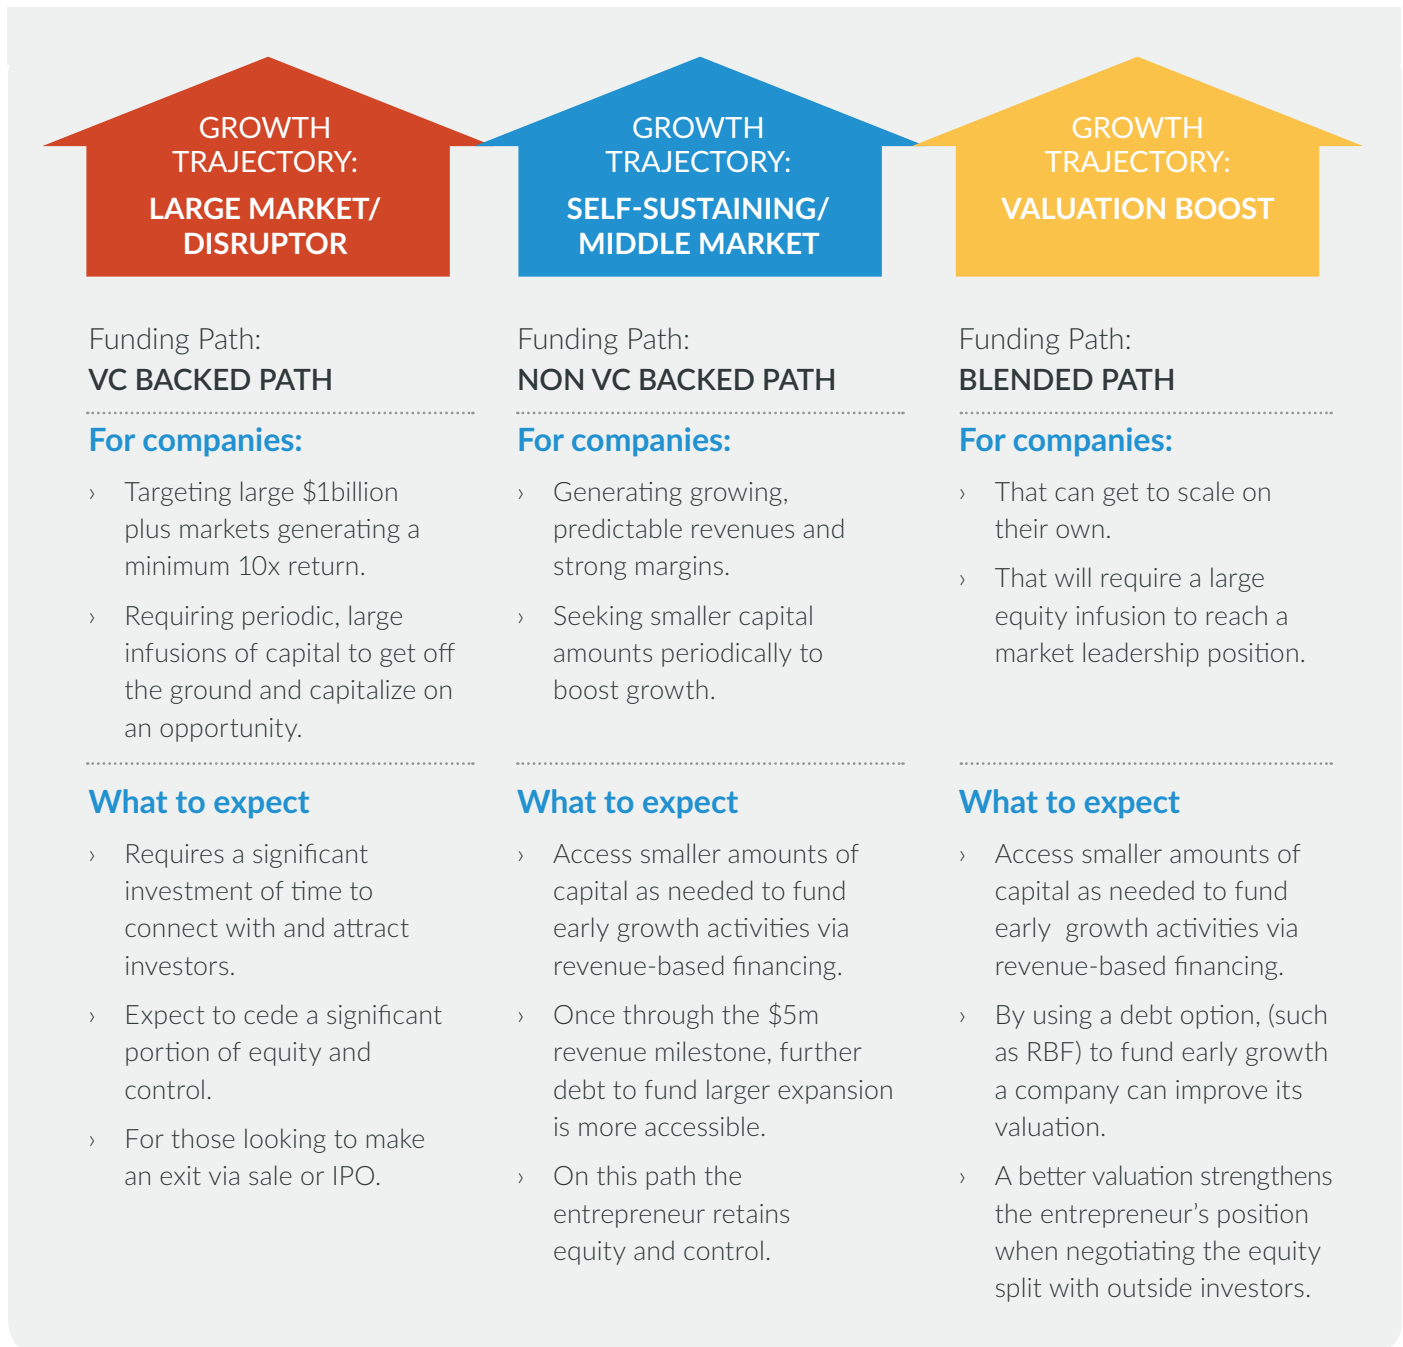 GROWTH
TRAJECTORY:
LARGE MARKET/
DISRUPTOR
Funding Path:
VC BACKED PATH
For companies:
› Targeting large $1billion
plus markets generating a
minimum 10x return.
› Requiring periodic, large
infusions of capital to get off
the ground and capitalize on
an opportunity.
What to expect
› Requires a significant
investment of time to
connect with and attract
investors.
› Expect to cede a significant
portion of equity and
control.
› For those looking to make
an exit via sale or IPO.
GROWTH
TRAJECTORY:
SELF-SUSTAINING/
MIDDLE MARKET
Funding Path:
NON VC BACKED PATH
For companies:
› Generating growing,
predictable revenues and
strong margins.
› Seeking smaller capital
amounts periodically to
boost growth.
What to expect
› Access smaller amounts of
capital as needed to fund
early growth activities via
revenue-based financing.
› Once through the $5m
revenue milestone, further
debt to fund larger expansion
is more accessible.
› On this path the
entrepreneur retains
equity and control.
GROWTH
TRAJECTORY:
VALUATION BOOST
Funding Path:
BLENDED PATH
For companies:
› That can get to scale on
their own.
› That will require a large
equity infusion to reach a
market leadership position.
What to expect
› Access smaller amounts of
capital as needed to fund
early growth activities via
revenue-based financing.
› By using a debt option, (such
as RBF) to fund early growth
a company can improve its
valuation.
› A better valuation strengthens
the entrepreneur’s position
when negotiating the equity
split with outside investors.